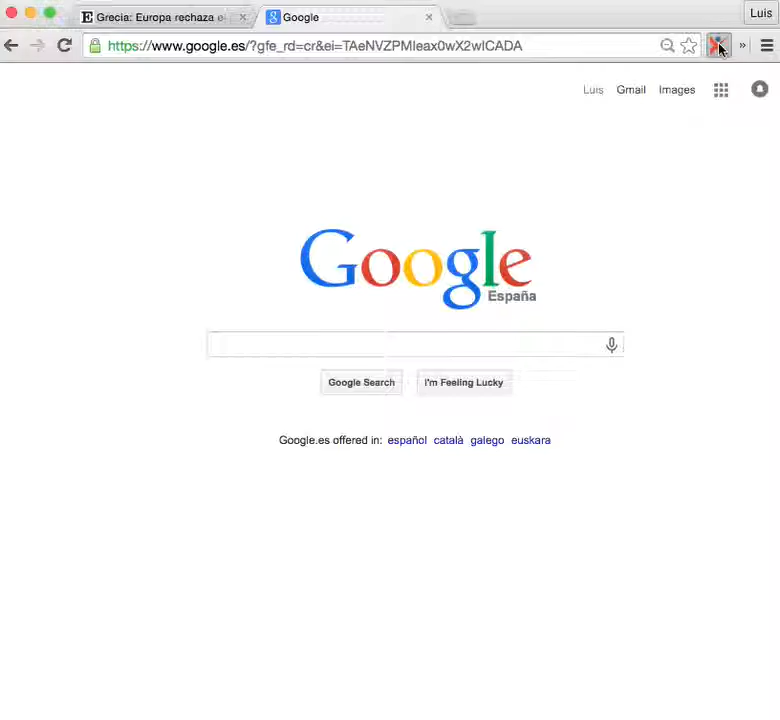 Grecia: Europa rechaza e
Google
Luis
https://www.google.es/?gfe_rd=cr&ei=TAeNVZPMIeax0wX2wICADA
»
Luis Gmail Images
Google
España
Google Search I'm Feeling Lucky
Google.es offered in: español català galego euskara